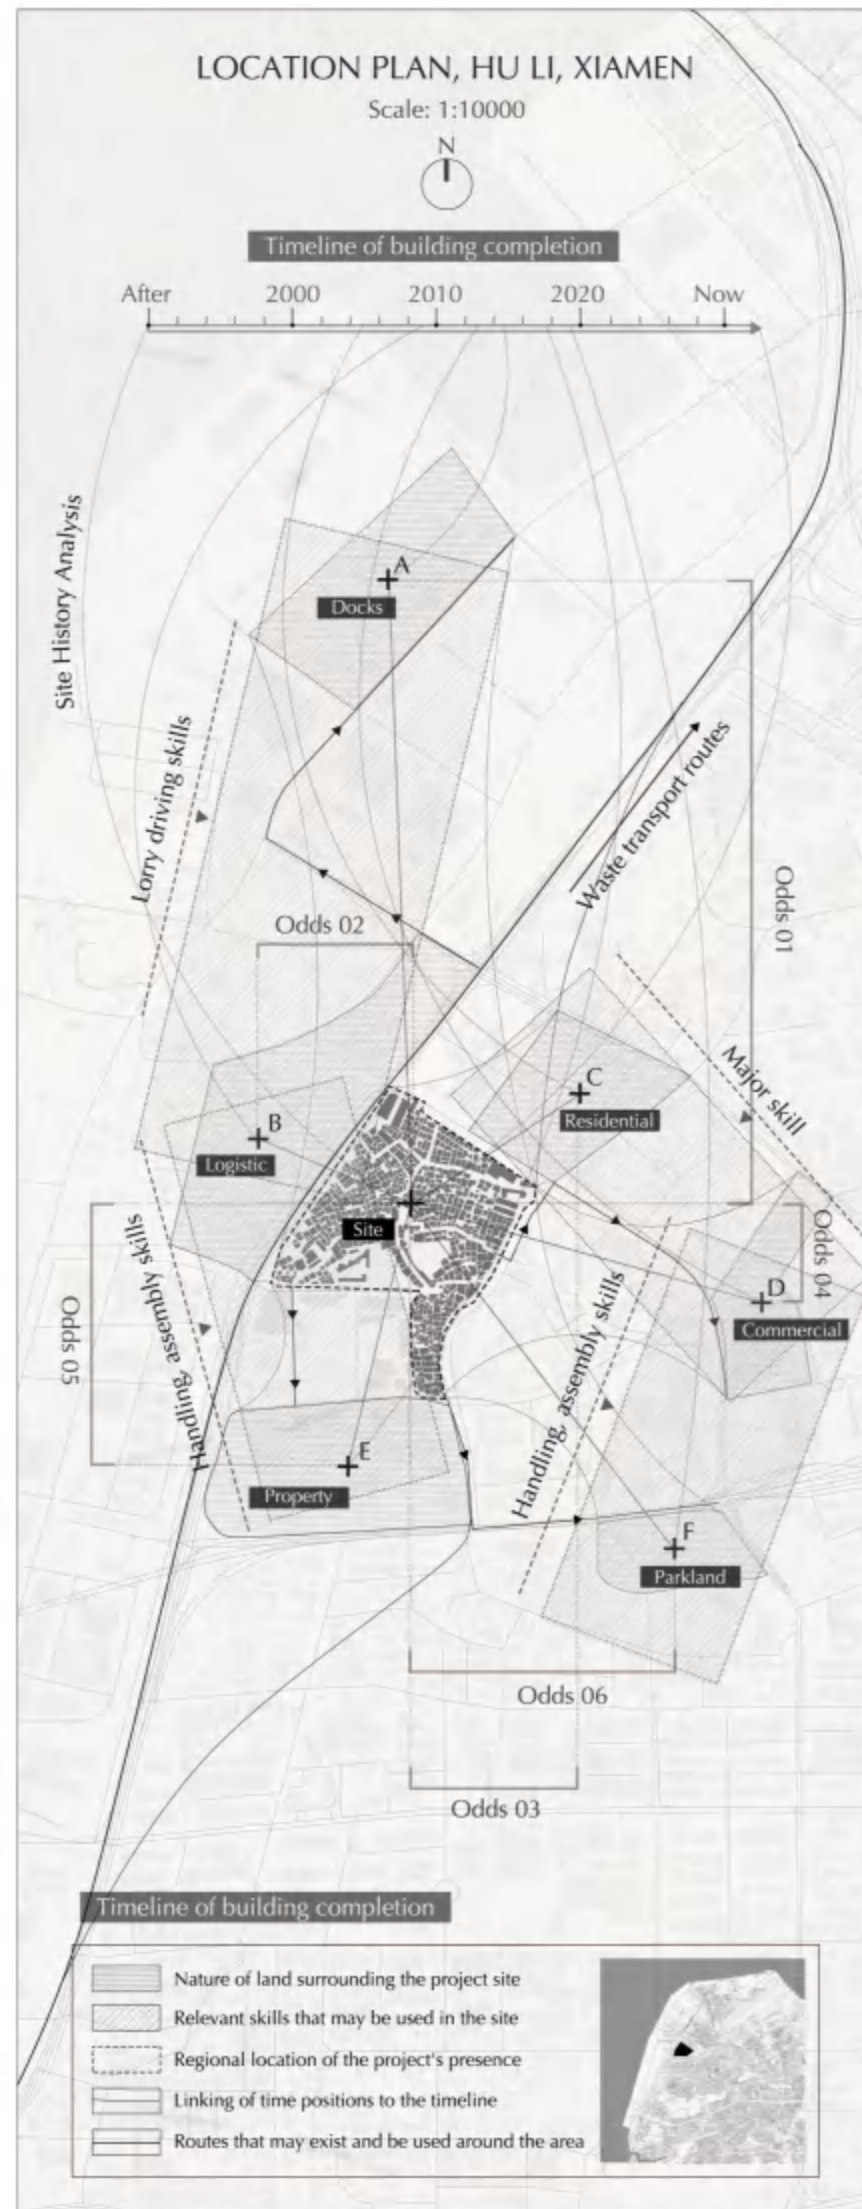 LOCATION PLAN, HU LI, XIAMEN
Scale: 1:10000
N
Timeline of building completion
After 2000 2010 2020 Now
Site History Analysis
A
Docks
Lorry driving skills
Waste transport routes
Odds 01
Odds 02
Major skill
C
Residential
B
Logistic
Site
Handling, assembly skills
Odds 04
D
Commercial
Odds 05
Handling, assembly skills
E
Property
F
Parkland
Odds 06
Odds 03
Timeline of building completion
Nature of land surrounding the project site
Relevant skills that may be used in the site
Regional location of the project's presence
Linking of time positions to the timeline
Routes that may exist and be used around the area